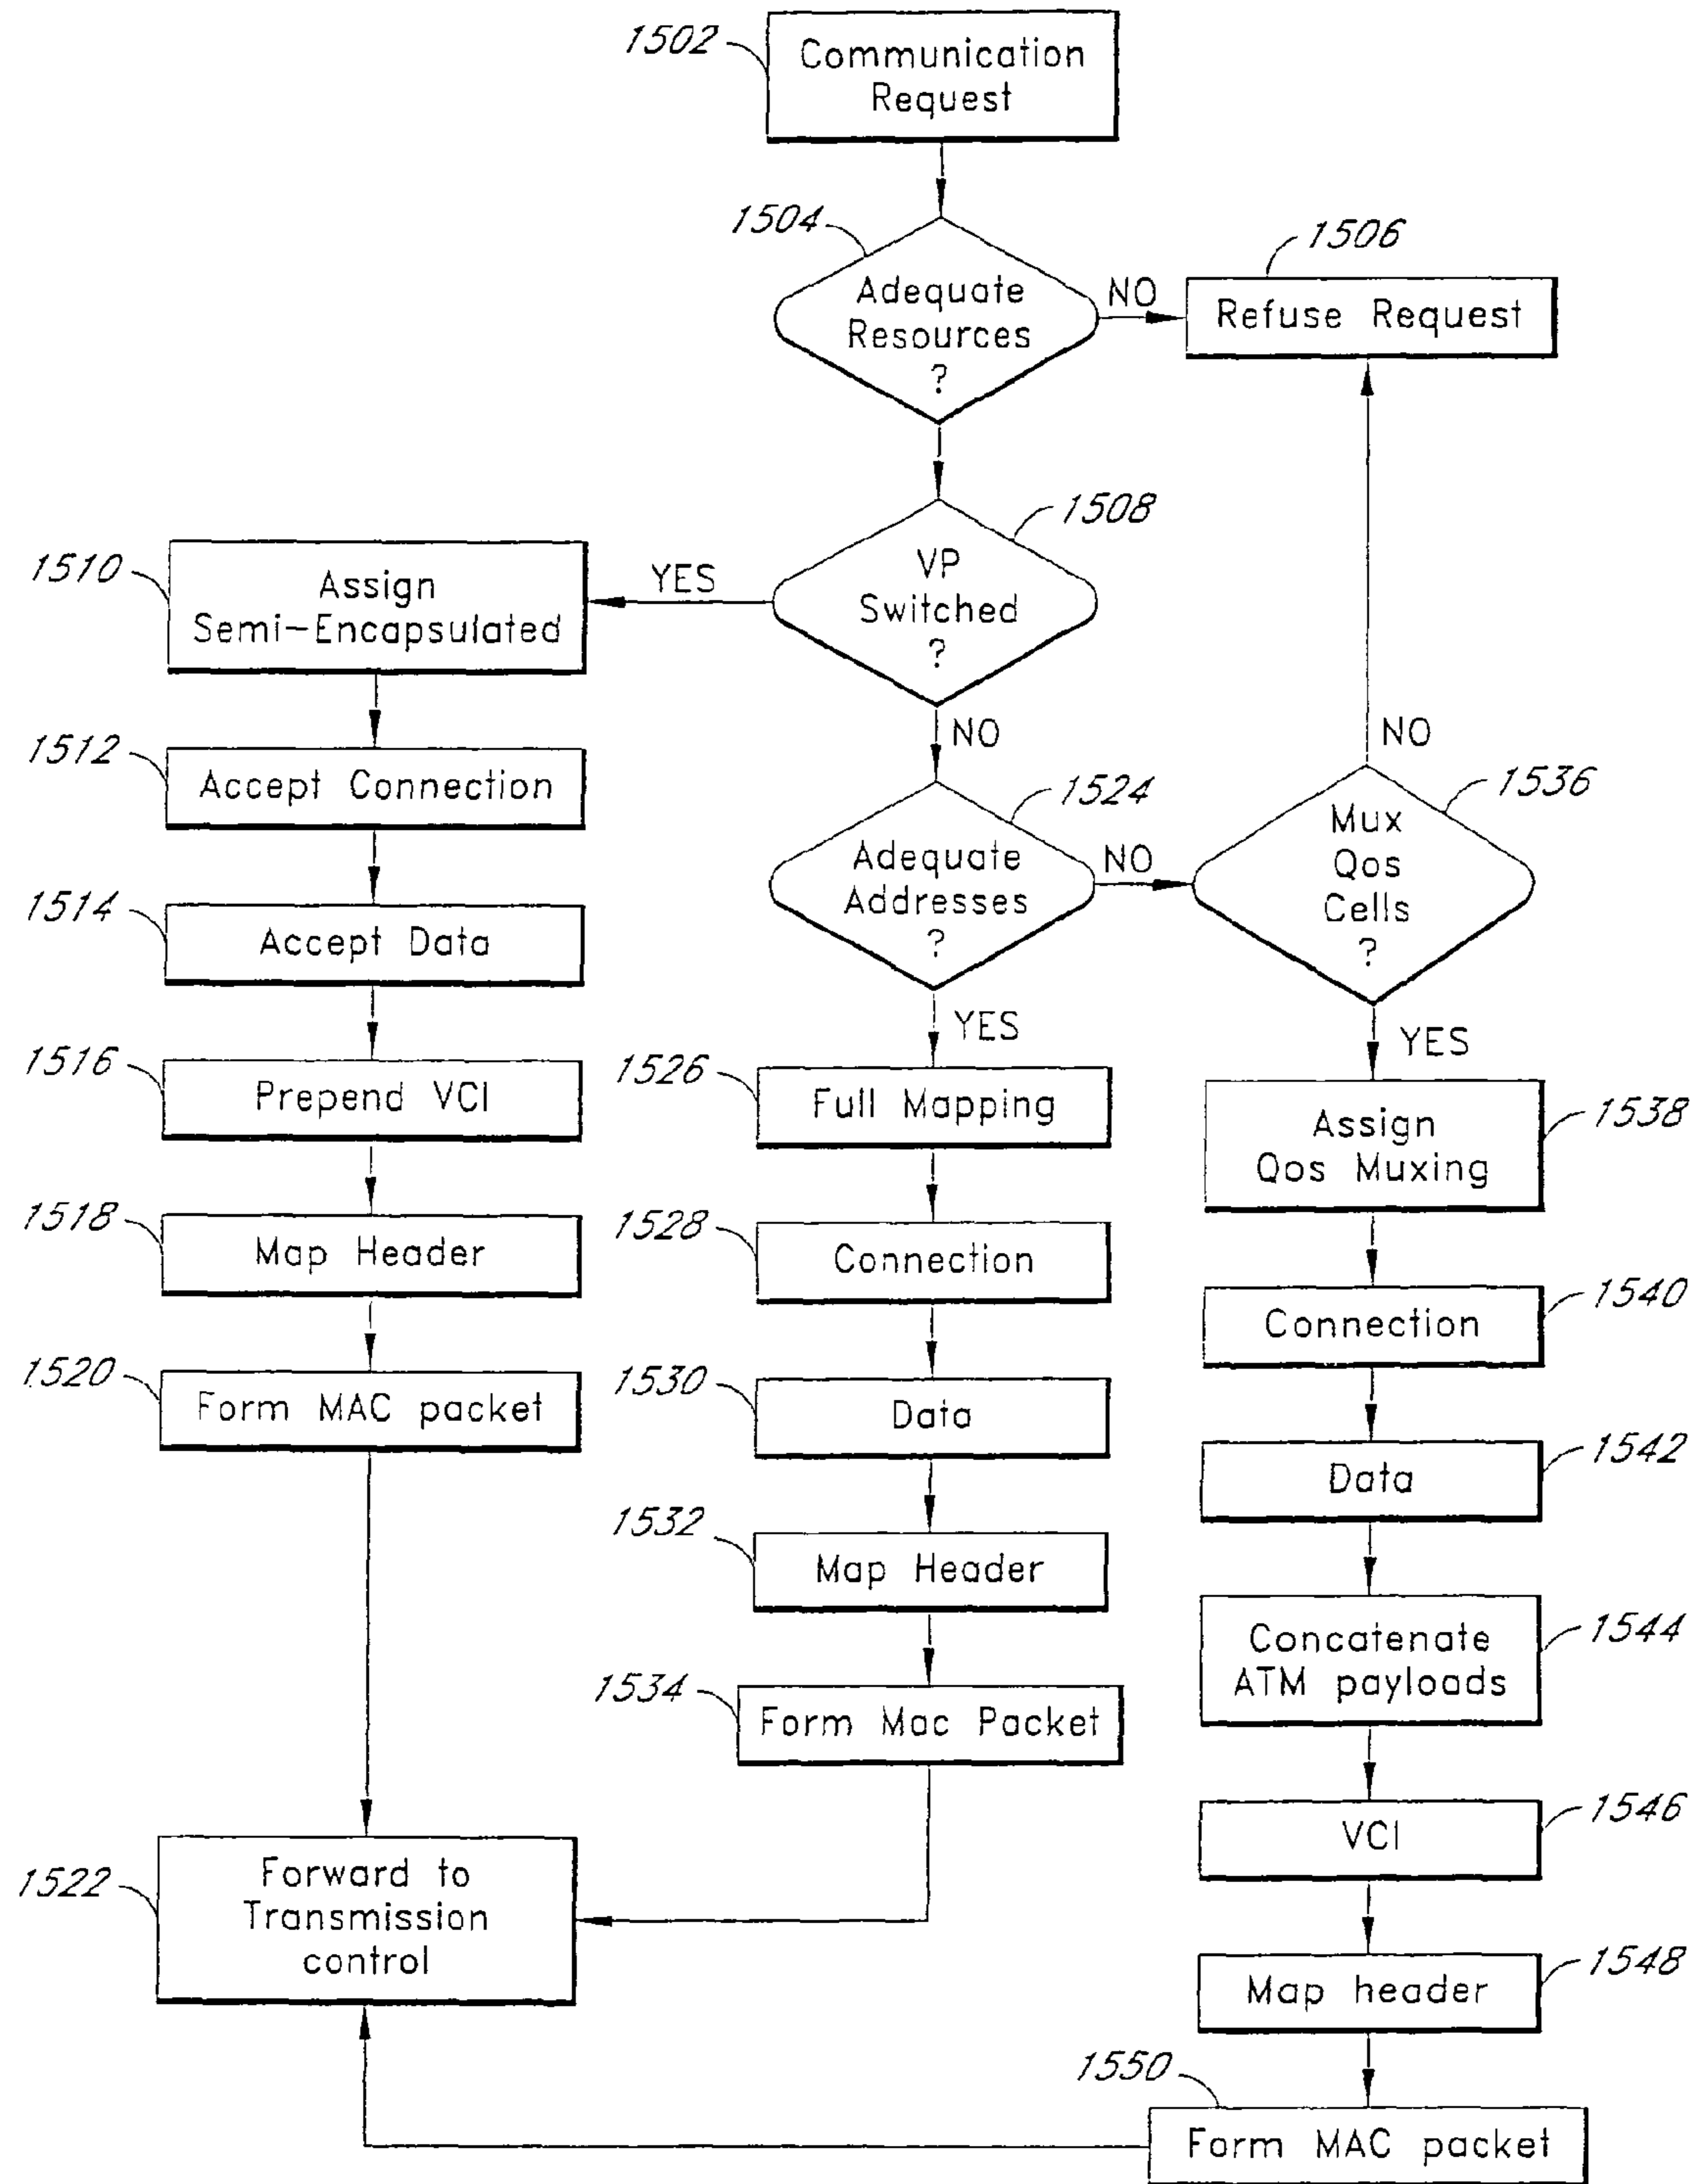 1502
Communication
Request
1504
Adequate
Resources
?
NO
1506
Refuse Request
1508
VP
Switched
?
YES
1510
Assign
Semi-Encapsulated
NO
1512
Accept Connection
1524
Adequate
Addresses
?
NO
NO
1536
Mux
Qos
Cells
?
1514
Accept Data
YES
YES
1516
Prepend VCI
1526
Full Mapping
1538
Assign
Qos Muxing
1518
Map Header
1528
Connection
1540
Connection
1520
Form MAC packet
1530
Data
1542
Data
1532
Map Header
1544
Concatenate
ATM payloads
1534
Form Mac Packet
1546
VCI
1522
Forward to
Transmission
control
1548
Map header
1550
Form MAC packet